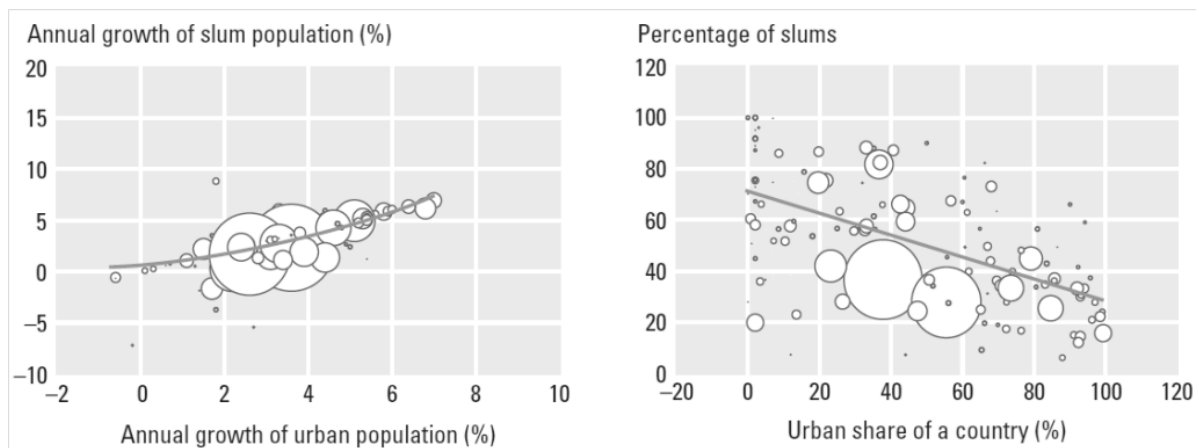 Annual growth of slum population (%)
20
15
10
5
0
−5
−10
−2 0 2 4 6 8 10
Annual growth of urban population (%)
Percentage of slums
120
100
80
60
40
20
0
−20 0 20 40 60 80 100 120
Urban share of a country (%)